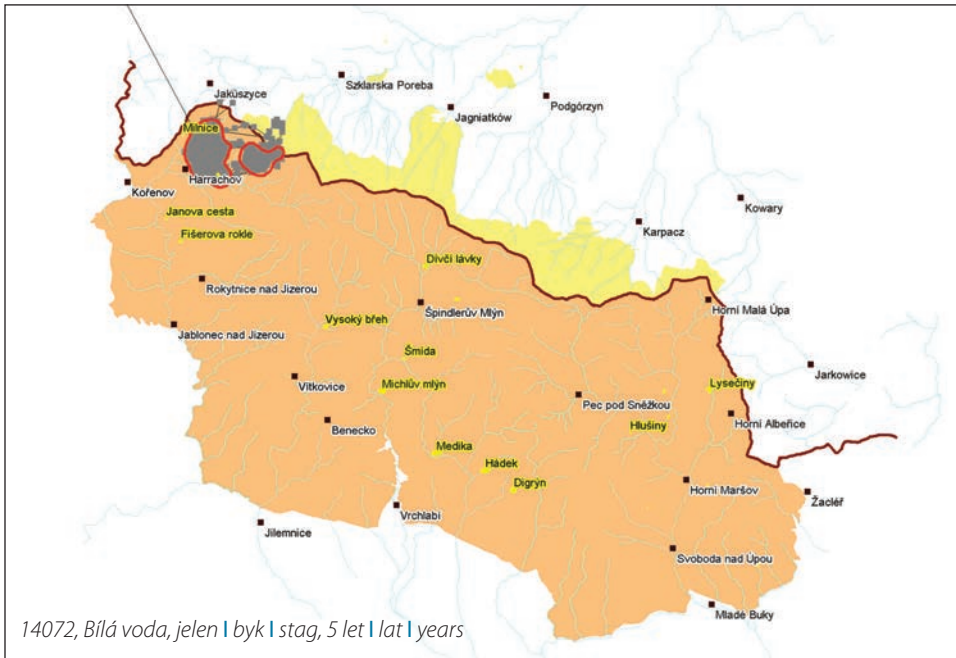 Szklarska Poreba
Jakuszyce
Podgórzyn
Jagniatków
Milnice
Harrachov
Kořenov
Kowary
Janova cesta
Karpacz
Fišerova rokle
Dívčí lávky
Rokytnice nad Jizerou
Špindlerův Mlýn
Horní Malá Úpa
Vysoký břeh
Jablonec nad Jizerou
Šmída
Jarkowice
Vítkovice
Michlův mlýn
Lysečiny
Pec pod Sněžkou
Benecko
Hlušiny
Horní Albeřice
Medika
Hádek
Digrýn
Horní Maršov
Žacléř
Vrchlabí
Jilemnice
Svoboda nad Úpou
Mladé Buky
14072, Bílá voda, jelen | byk | stag, 5 let | lat | years